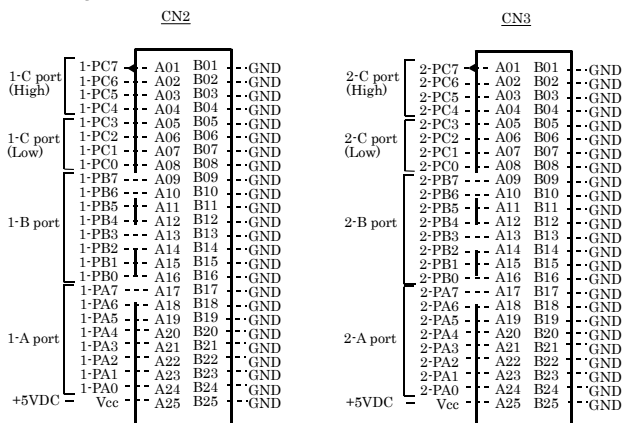 CN2
1-C port
(High)
1-C port
(Low)
1-B port
1-A port
+5VDC
1-PC7 A01 B01 GND
1-PC6 A02 B02 GND
1-PC5 A03 B03 GND
1-PC4 A04 B04 GND
1-PC3 A05 B05 GND
1-PC2 A06 B06 GND
1-PC1 A07 B07 GND
1-PC0 A08 B08 GND
1-PB7 A09 B09 GND
1-PB6 A10 B10 GND
1-PB5 A11 B11 GND
1-PB4 A12 B12 GND
1-PB3 A13 B13 GND
1-PB2 A14 B14 GND
1-PB1 A15 B15 GND
1-PB0 A16 B16 GND
1-PA7 A17 B17 GND
1-PA6 A18 B18 GND
1-PA5 A19 B19 GND
1-PA4 A20 B20 GND
1-PA3 A21 B21 GND
1-PA2 A22 B22 GND
1-PA1 A23 B23 GND
1-PA0 A24 B24 GND
Vcc A25 B25 GND
CN3
2-C port
(High)
2-C port
(Low)
2-B port
2-A port
+5VDC
2-PC7 A01 B01 GND
2-PC6 A02 B02 GND
2-PC5 A03 B03 GND
2-PC4 A04 B04 GND
2-PC3 A05 B05 GND
2-PC2 A06 B06 GND
2-PC1 A07 B07 GND
2-PC0 A08 B08 GND
2-PB7 A09 B09 GND
2-PB6 A10 B10 GND
2-PB5 A11 B11 GND
2-PB4 A12 B12 GND
2-PB3 A13 B13 GND
2-PB2 A14 B14 GND
2-PB1 A15 B15 GND
2-PB0 A16 B16 GND
2-PA7 A17 B17 GND
2-PA6 A18 B18 GND
2-PA5 A19 B19 GND
2-PA4 A20 B20 GND
2-PA3 A21 B21 GND
2-PA2 A22 B22 GND
2-PA1 A23 B23 GND
2-PA0 A24 B24 GND
Vcc A25 B25 GND